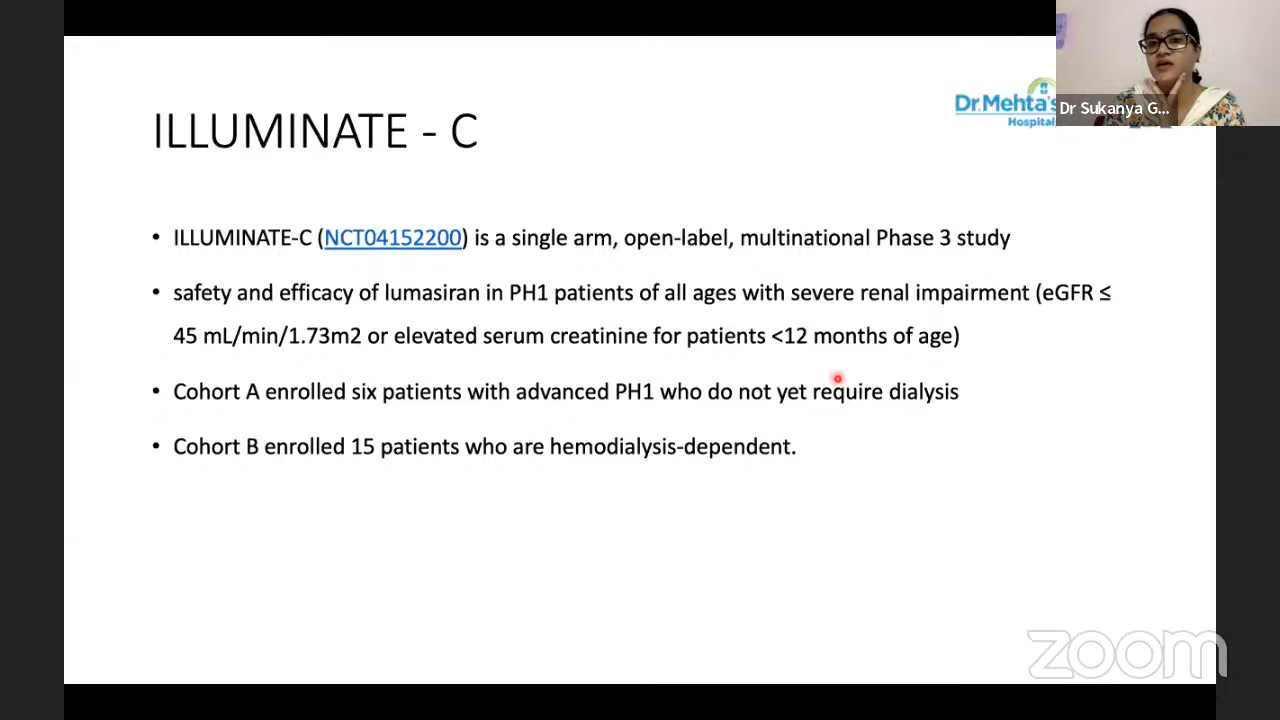 Dr.Mehta's
Hospitals
Dr Sukanya G...
ILLUMINATE - C
• ILLUMINATE-C (NCT04152200) is a single arm, open-label, multinational Phase 3 study
• safety and efficacy of lumasiran in PH1 patients of all ages with severe renal impairment (eGFR ≤
45 mL/min/1.73m2 or elevated serum creatinine for patients <12 months of age)
• Cohort A enrolled six patients with advanced PH1 who do not yet require dialysis
• Cohort B enrolled 15 patients who are hemodialysis-dependent.
zoom